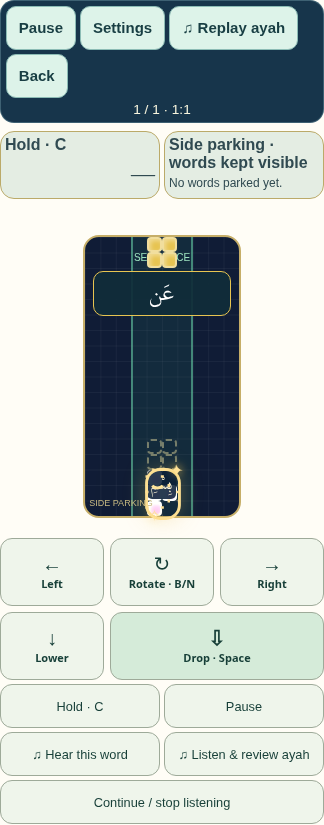 Pause
Settings
♫ Replay ayah
Back
1 / 1 · 1:1
Hold · C
—
Side parking · words kept visible
No words parked yet.
عَن
SIDE PARKING
←
Left
↻
Rotate · B/N
→
Right
↓
Lower
⇩
Drop · Space
Hold · C
Pause
♫ Hear this word
♫ Listen & review ayah
Continue / stop listening